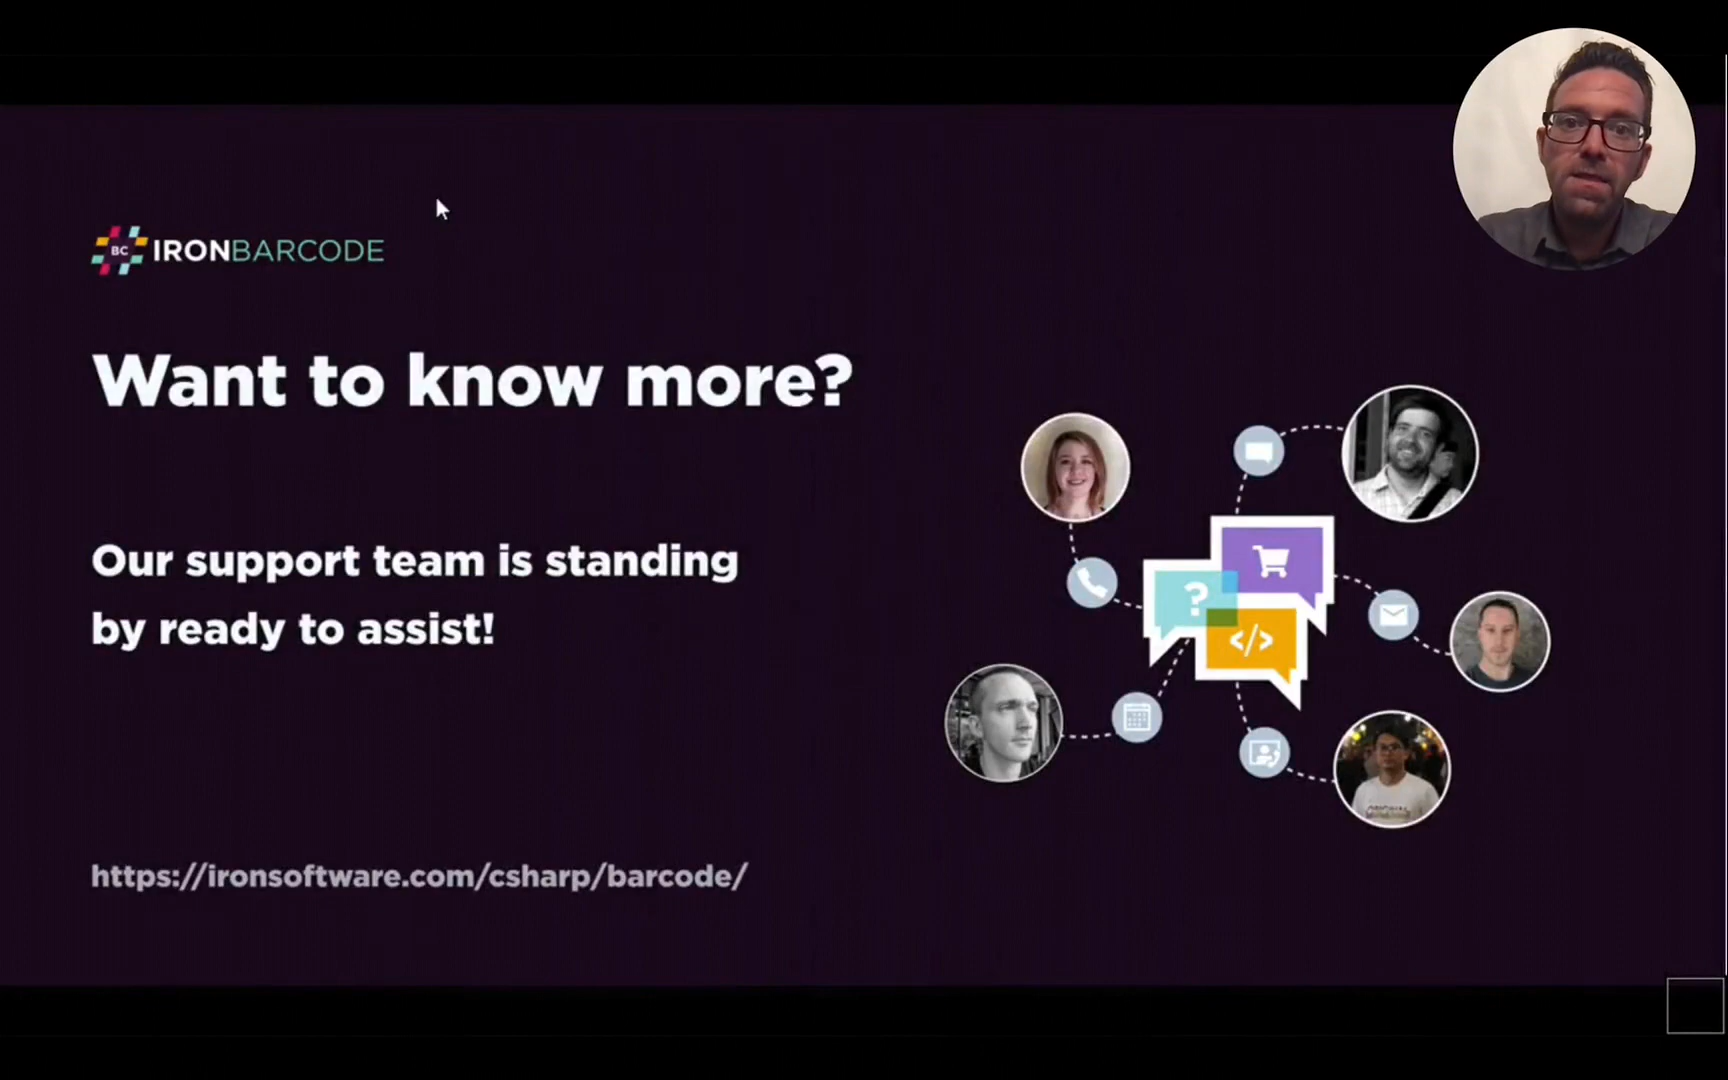 BC IRONBARCODE
Want to know more?
Our support team is standing
by ready to assist!
?
</>
https://ironsoftware.com/csharp/barcode/